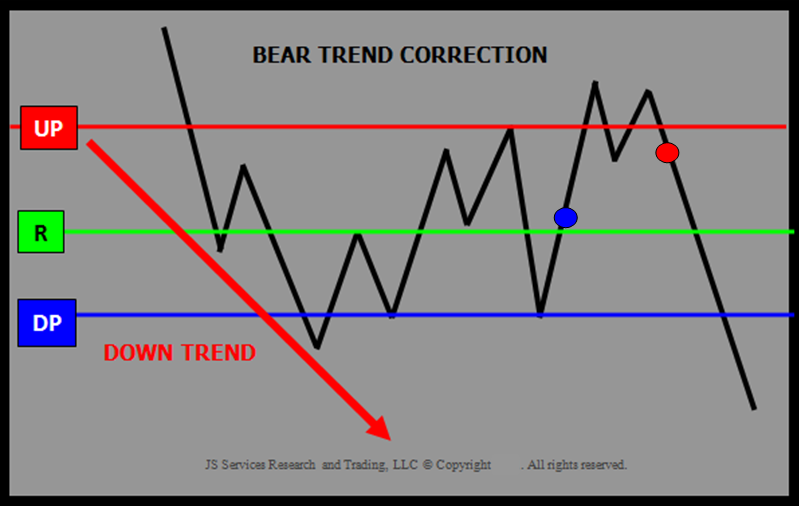 BEAR TREND CORRECTION
UP
R
DP
DOWN TREND
JS Services Research and Trading, LLC © Copyright . All rights reserved.